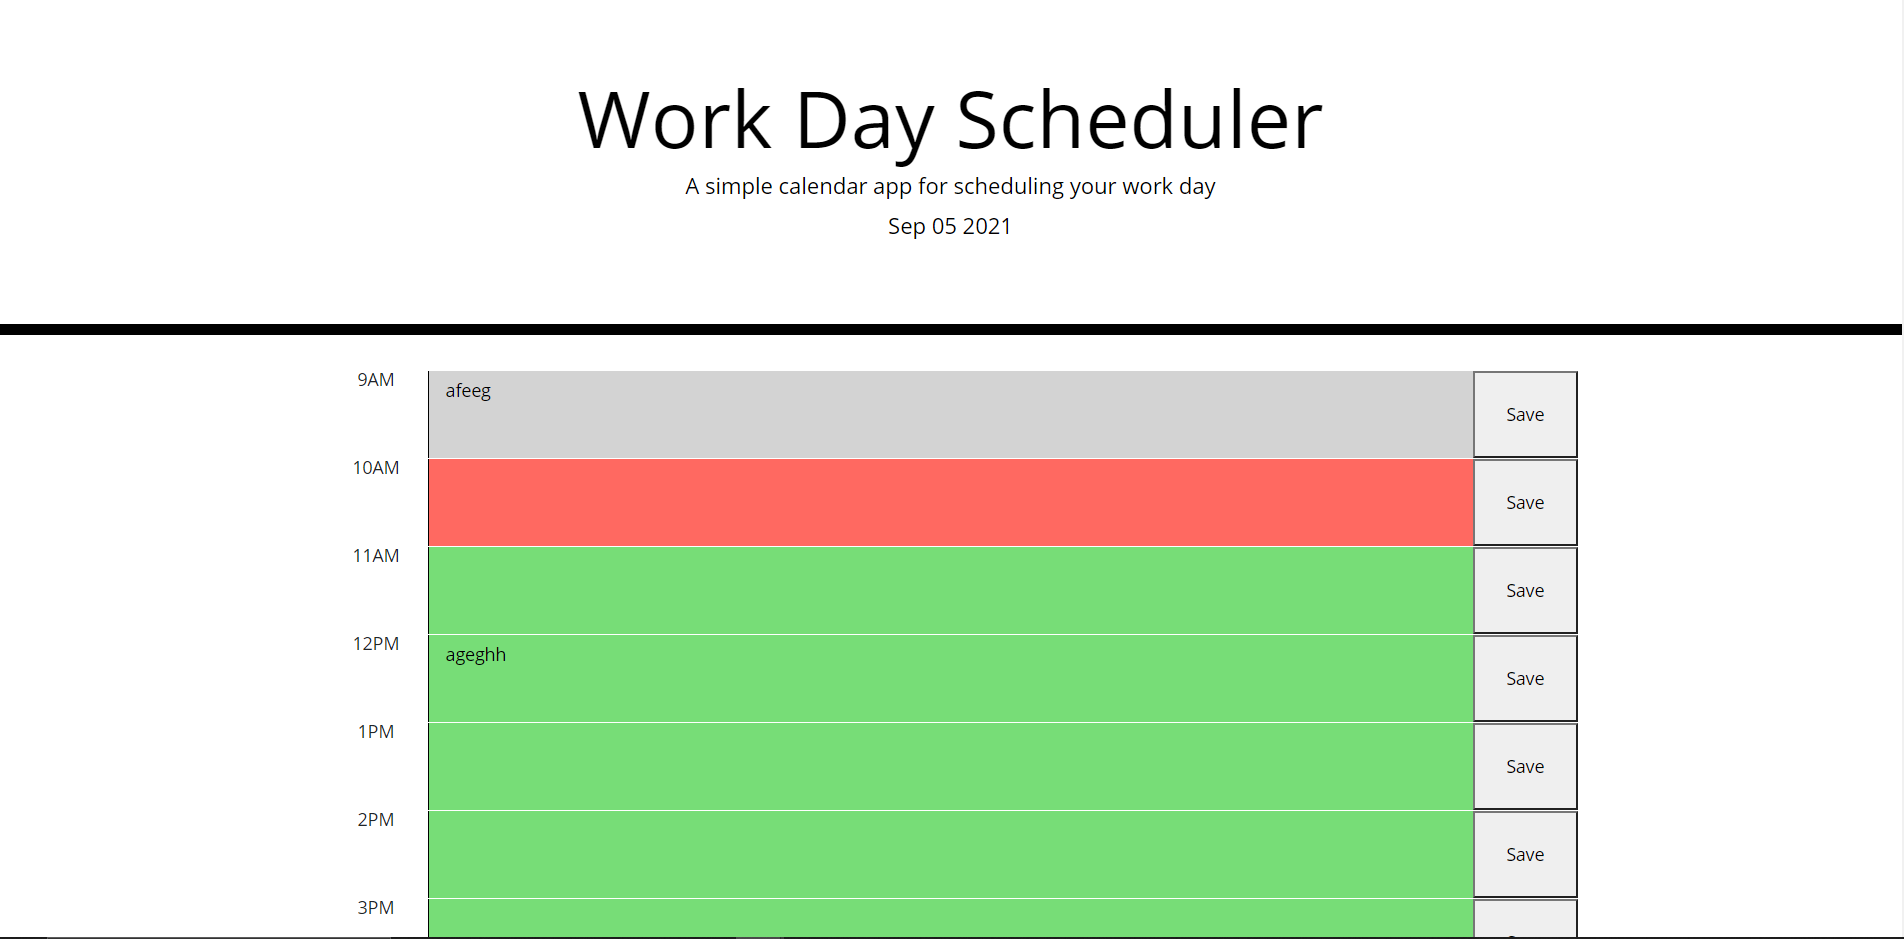 Work Day Scheduler
A simple calendar app for scheduling your work day
Sep 05 2021
9AM afeeg Save
10AM Save
11AM Save
12PM ageghh Save
1PM Save
2PM Save
3PM